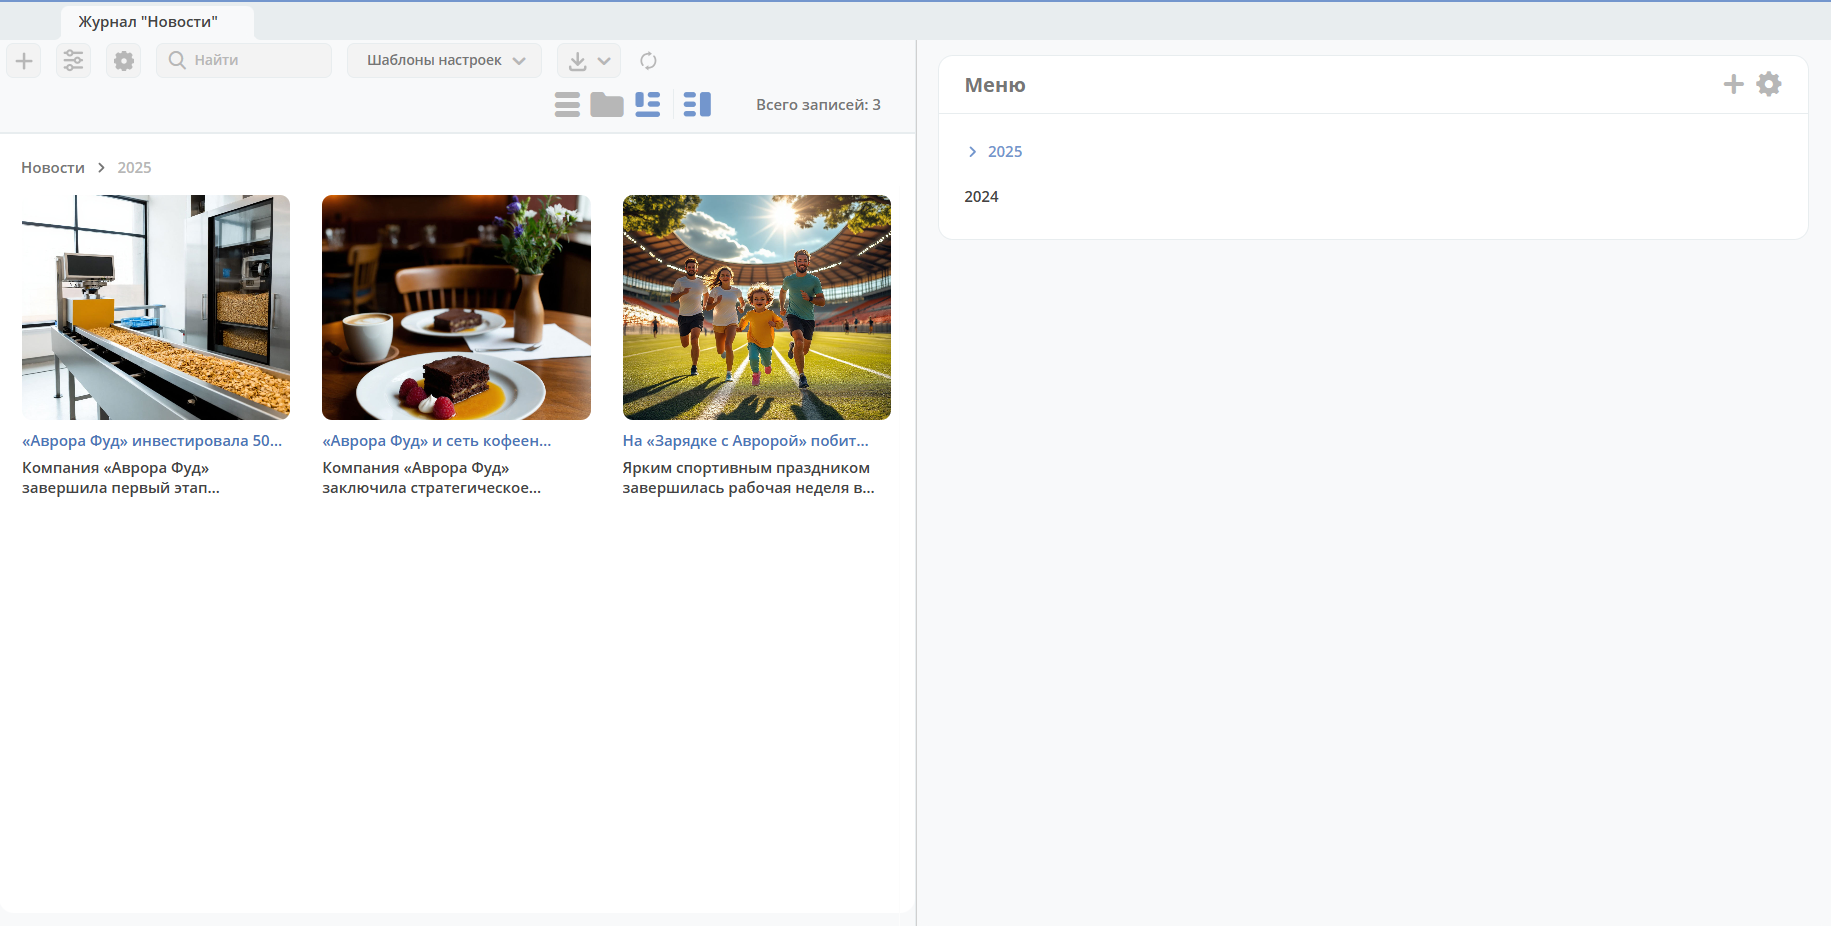 Журнал "Новости"
Найти
Шаблоны настроек
Всего записей: 3
Новости > 2025
«Аврора Фуд» инвестировала 50...
Компания «Аврора Фуд»
завершила первый этап...
«Аврора Фуд» и сеть кофеен...
Компания «Аврора Фуд»
заключила стратегическое...
На «Зарядке с Авророй» побит...
Ярким спортивным праздником
завершилась рабочая неделя в...
Меню
2025
2024